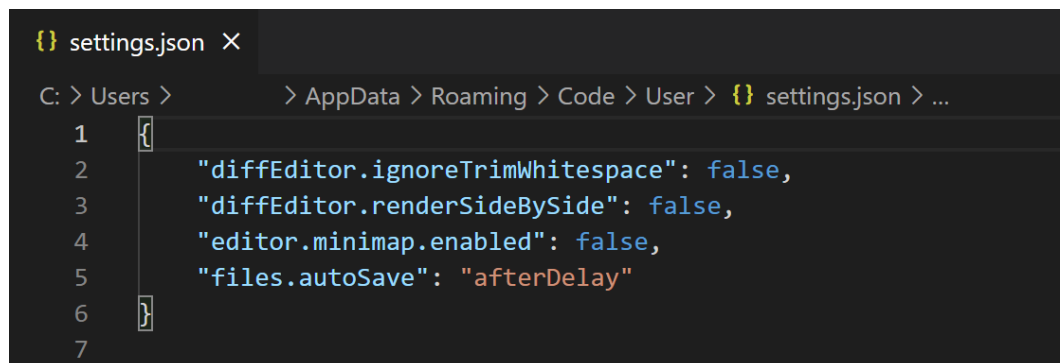 {} settings.json ×
C: > Users > > AppData > Roaming > Code > User > {} settings.json > ...
1 {
2 "diffEditor.ignoreTrimWhitespace": false,
3 "diffEditor.renderSideBySide": false,
4 "editor.minimap.enabled": false,
5 "files.autoSave": "afterDelay"
6 }
7